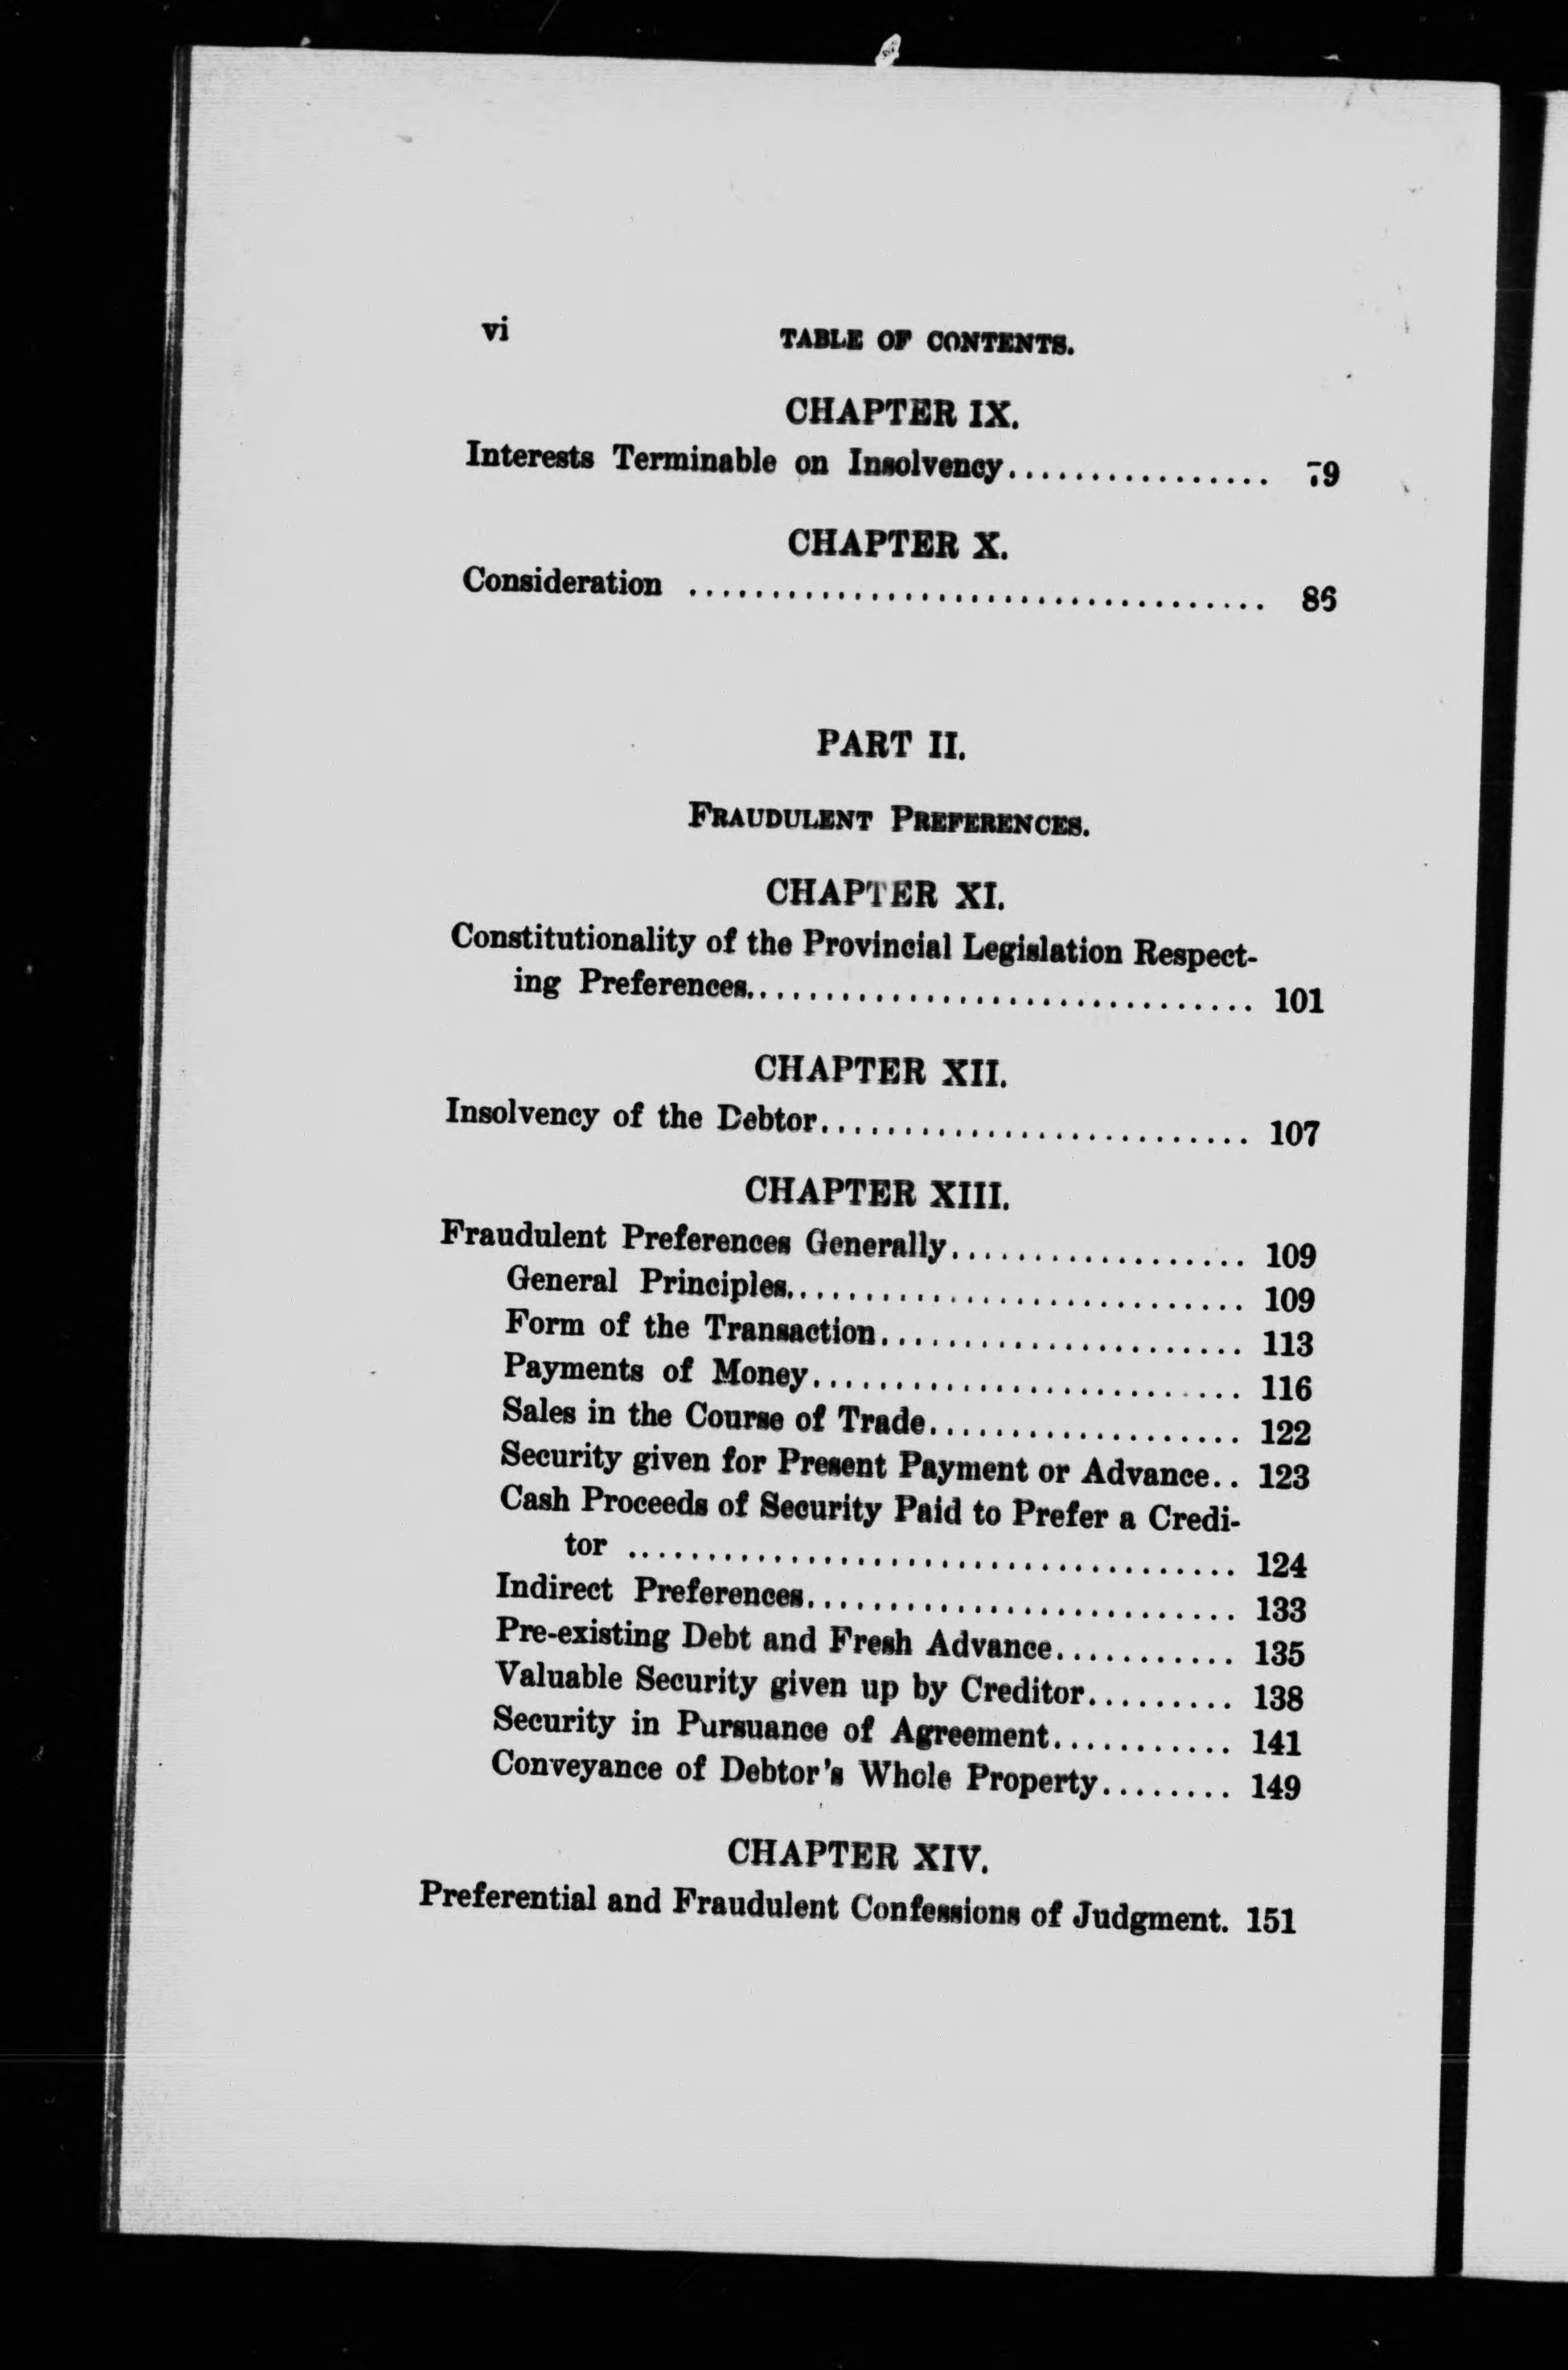 vi TABLE OF CONTENTS.
CHAPTER IX.
Interests Terminable on Insolvency................ 79
CHAPTER X.
Consideration ................................... 86
PART II.
FRAUDULENT PREFERENCES.
CHAPTER XI.
Constitutionality of the Provincial Legislation Respect-
ing Preferences............................... 101
CHAPTER XII.
Insolvency of the Debtor.......................... 107
CHAPTER XIII.
Fraudulent Preferences Generally.................. 109
General Principles............................ 109
Form of the Transaction...................... 113
Payments of Money.......................... 116
Sales in the Course of Trade................... 122
Security given for Present Payment or Advance.. 123
Cash Proceeds of Security Paid to Prefer a Credi-
tor ..................................... 124
Indirect Preferences.......................... 133
Pre-existing Debt and Fresh Advance........... 135
Valuable Security given up by Creditor......... 138
Security in Pursuance of Agreement........... 141
Conveyance of Debtor's Whole Property........ 149
CHAPTER XIV.
Preferential and Fraudulent Confessions of Judgment. 151